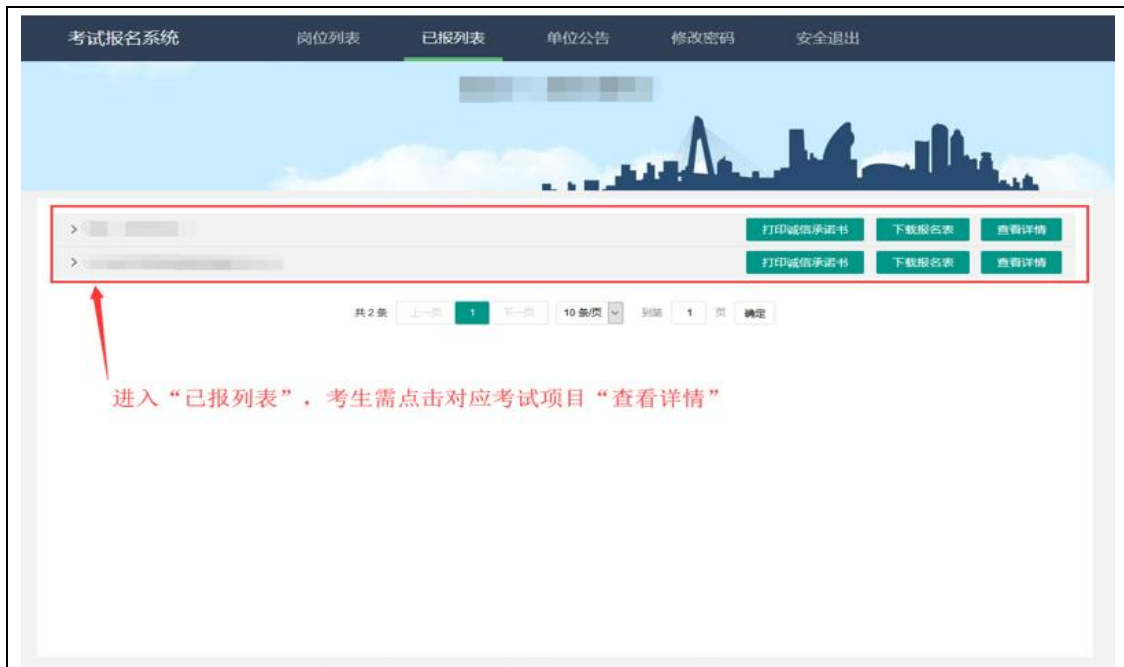 考试报名系统 岗位列表 已报列表 单位公告 修改密码 安全退出
> 打印诚信承诺书 下载报名表 查看详情
> 打印诚信承诺书 下载报名表 查看详情
共 2 条 上一页 1 下一页 10 条/页 到第 1 页 确定
进入“已报列表”，考生需点击对应考试项目“查看详情”